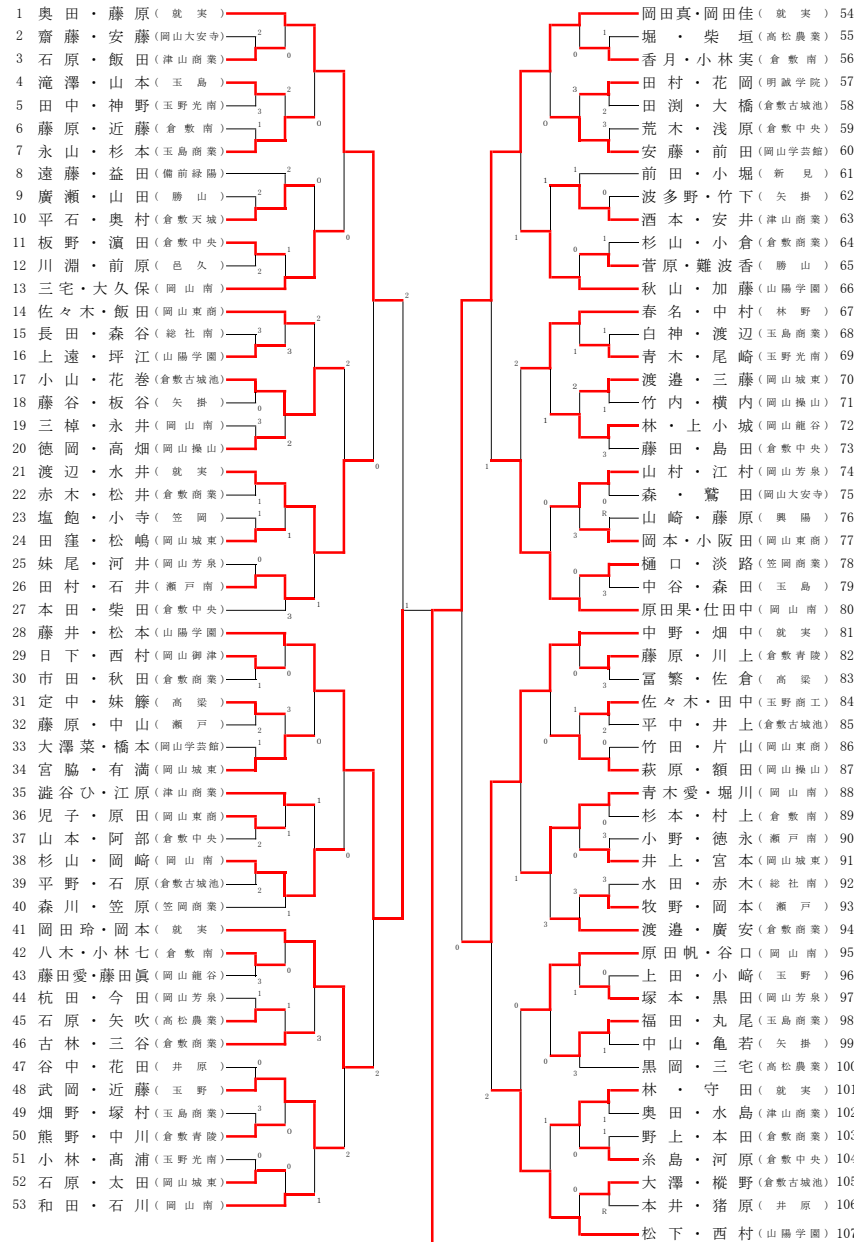 1 奥田・藤原(就実)
2 齋藤・安藤(岡山大安寺)
3 石原・飯田(津山商業)
4 滝澤・山本(玉島)
5 田中・神野(玉野光南)
6 藤原・近藤(倉敷南)
7 永山・杉本(玉島商業)
8 遠藤・益田(備前緑陽)
9 廣瀬・山田(勝山)
10 平石・奥村(倉敷天城)
11 板野・濵田(倉敷中央)
12 川淵・前原(邑久)
13 三宅・大久保(岡山南)
14 佐々木・飯田(岡山東商)
15 長田・森谷(総社南)
16 上遠・坪江(山陽学園)
17 小山・花巻(倉敷古城池)
18 藤谷・板谷(矢掛)
19 三棹・永井(岡山南)
20 徳岡・高畑(岡山操山)
21 渡辺・水井(就実)
22 赤木・松井(倉敷商業)
23 塩飽・小寺(笠岡)
24 田窪・松嶋(岡山城東)
25 妹尾・河井(岡山芳泉)
26 田村・石井(瀬戸南)
27 本田・柴田(倉敷中央)
28 藤井・松本(山陽学園)
29 日下・西村(岡山御津)
30 市田・秋田(倉敷商業)
31 定中・妹籐(高梁)
32 藤原・中山(瀬戸)
33 大澤菜・橋本(岡山学芸館)
34 宮脇・有満(岡山城東)
35 澁谷ひ・江原(津山商業)
36 児子・原田(岡山東商)
37 山本・阿部(倉敷中央)
38 杉山・岡﨑(岡山南)
39 平野・石原(倉敷古城池)
40 森川・笠原(笠岡商業)
41 岡田玲・岡本(就実)
42 八木・小林七(倉敷南)
43 藤田愛・藤田眞(岡山龍谷)
44 杭田・今田(岡山芳泉)
45 石原・矢吹(高松農業)
46 古林・三谷(倉敷商業)
47 谷中・花田(井原)
48 武岡・近藤(玉野)
49 畑野・塚村(玉島商業)
50 熊野・中川(倉敷青陵)
51 小林・髙浦(玉野光南)
52 石原・太田(岡山城東)
53 和田・石川(岡山南)
岡田真・岡田佳(就実) 54
堀・柴垣(高松農業) 55
香月・小林実(倉敷南) 56
田村・花岡(明誠学院) 57
田渕・大橋(倉敷古城池) 58
荒木・浅原(倉敷中央) 59
安藤・前田(岡山学芸館) 60
前田・小堀(新見) 61
波多野・竹下(矢掛) 62
酒本・安井(津山商業) 63
杉山・小倉(倉敷商業) 64
菅原・難波香(勝山) 65
秋山・加藤(山陽学園) 66
春名・中村(林野) 67
白神・渡辺(玉島商業) 68
青木・尾崎(玉野光南) 69
渡邉・三藤(岡山城東) 70
竹内・横内(岡山操山) 71
林・上小城(岡山龍谷) 72
藤田・島田(倉敷中央) 73
山村・江村(岡山芳泉) 74
森・鷲田(岡山大安寺) 75
山崎・藤原(興陽) 76
岡本・小阪田(岡山東商) 77
樋口・淡路(笠岡商業) 78
中谷・森田(玉島) 79
原田果・仕田中(岡山南) 80
中野・畑中(就実) 81
藤原・川上(倉敷青陵) 82
冨繁・佐倉(高梁) 83
佐々木・田中(玉野商工) 84
平中・井上(倉敷古城池) 85
竹田・片山(岡山東商) 86
萩原・額田(岡山操山) 87
青木愛・堀川(岡山南) 88
杉本・村上(倉敷南) 89
小野・徳永(瀬戸南) 90
井上・宮本(岡山城東) 91
水田・赤木(総社南) 92
牧野・岡本(瀬戸) 93
渡邉・廣安(倉敷商業) 94
原田帆・谷口(岡山南) 95
上田・小﨑(玉野) 96
塚本・黒田(岡山芳泉) 97
福田・丸尾(玉島商業) 98
中山・亀若(矢掛) 99
黒岡・三宅(高松農業) 100
林・守田(就実) 101
奥田・水島(津山商業) 102
野上・本田(倉敷商業) 103
糸島・河原(倉敷中央) 104
大澤・樅野(倉敷古城池) 105
本井・猪原(井原) 106
松下・西村(山陽学園) 107